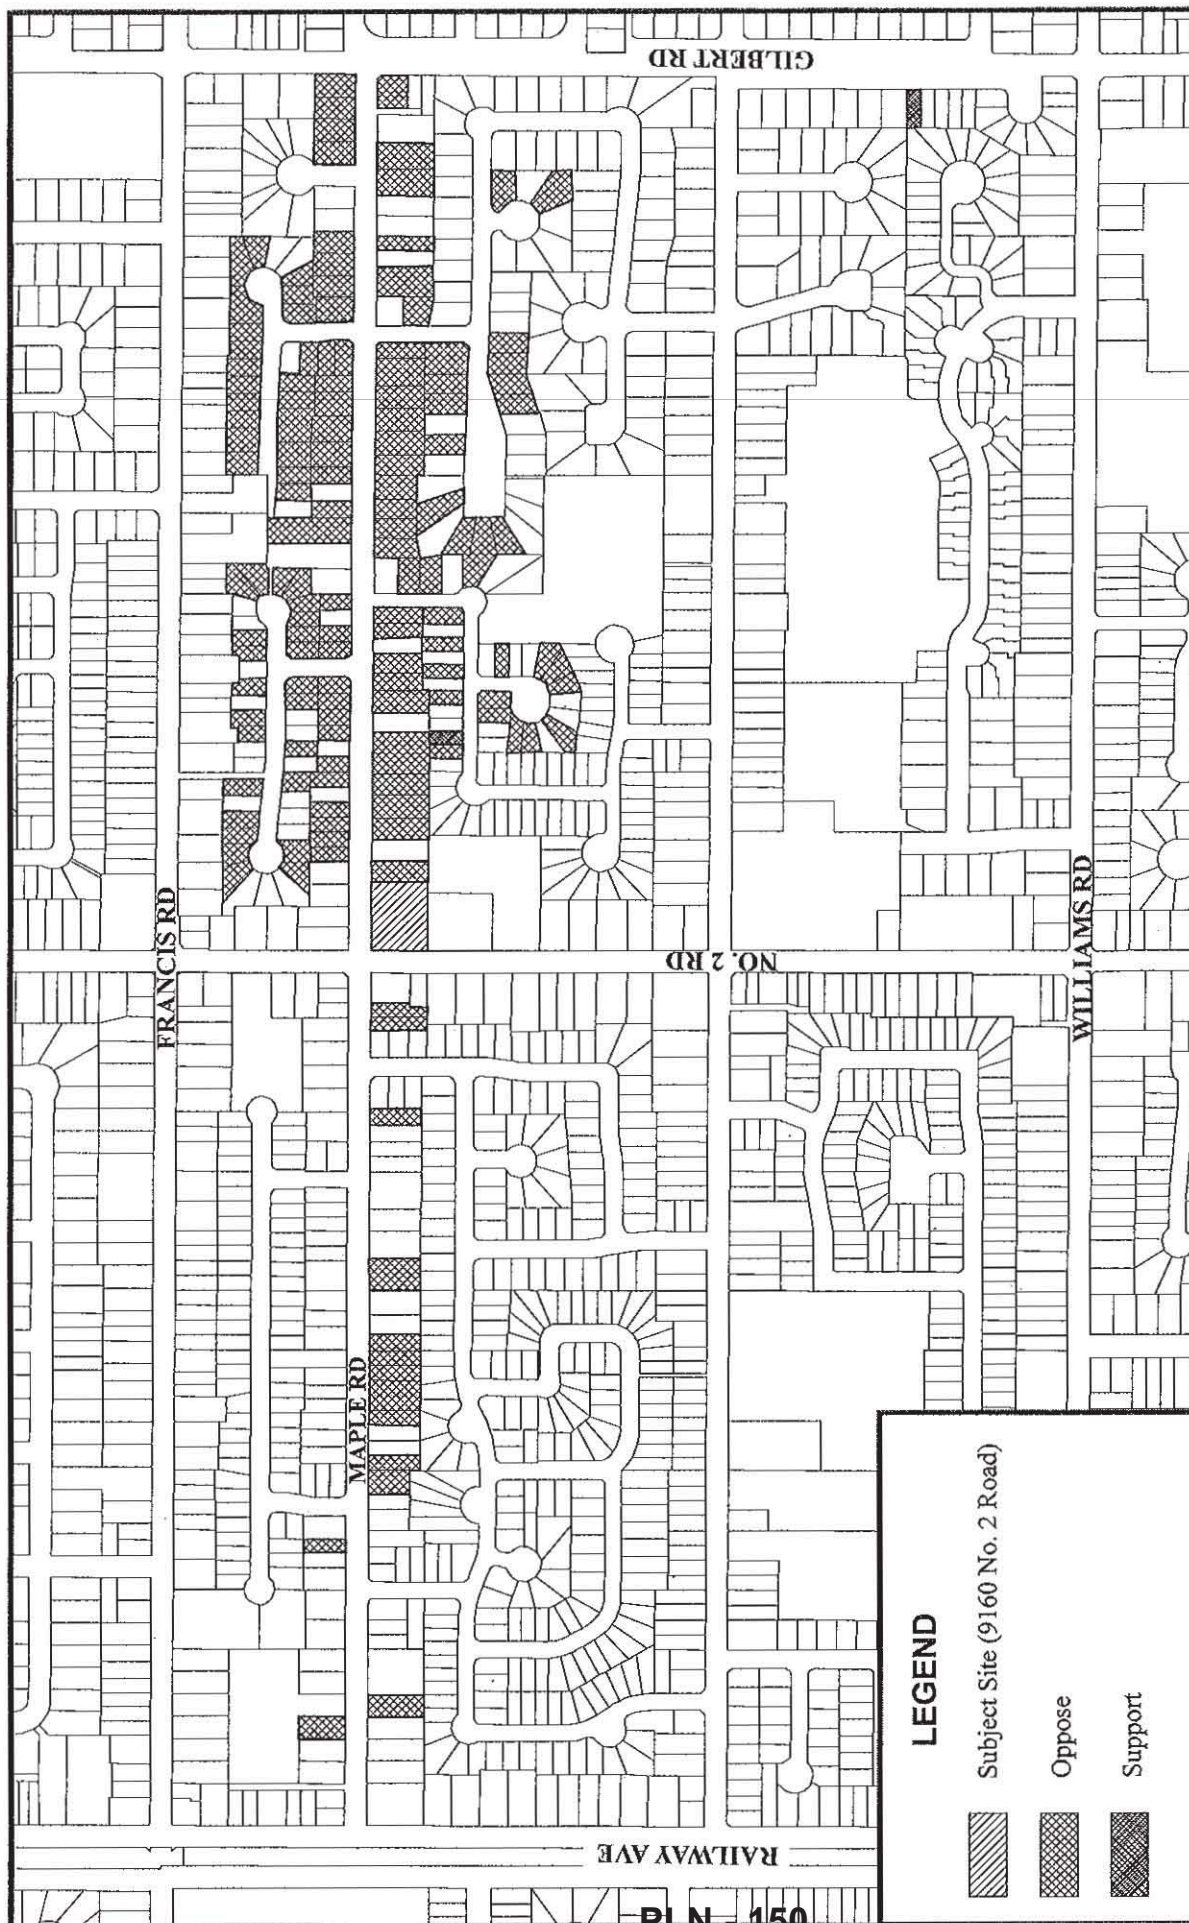 GILBERT RD
FRANCIS RD
NO. 2 RD
WILLIAMS RD
MAPLE RD
RAILWAY AVE
LEGEND
Subject Site (9160 No. 2 Road)
Oppose
Support
PLN - 150